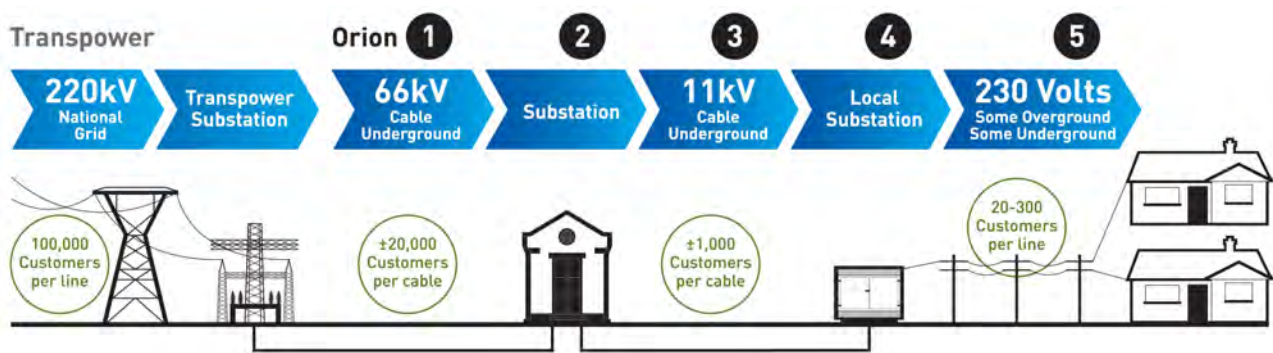 Transpower
Orion 1 2 3 4 5
220kV
National
Grid
Transpower
Substation
66kV
Cable
Underground
Substation
11kV
Cable
Underground
Local
Substation
230 Volts
Some Overground
Some Underground
100,000
Customers
per line
±20,000
Customers
per cable
±1,000
Customers
per cable
20-300
Customers
per line